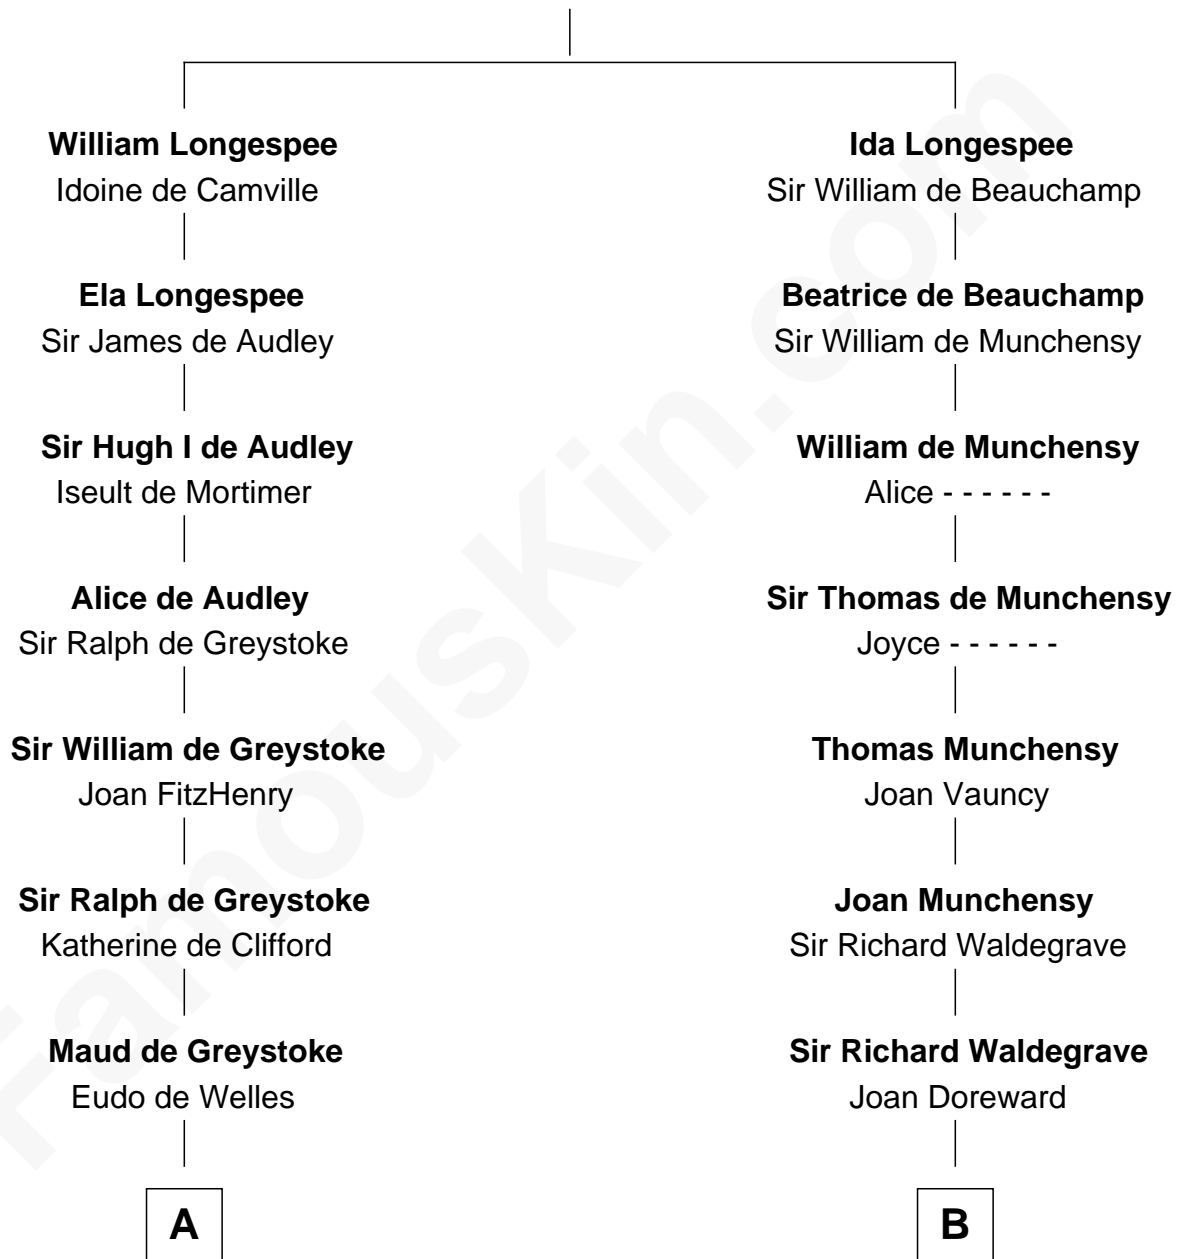 William Longespee
Idoine de Camville
Ida Longespee
Sir William de Beauchamp
Ela Longespee
Sir James de Audley
Beatrice de Beauchamp
Sir William de Munchensy
Sir Hugh I de Audley
Iseult de Mortimer
William de Munchensy
Alice - - - - - -
Alice de Audley
Sir Ralph de Greystoke
Sir Thomas de Munchensy
Joyce - - - - - -
Sir William de Greystoke
Joan FitzHenry
Thomas Munchensy
Joan Vauncy
Sir Ralph de Greystoke
Katherine de Clifford
Joan Munchensy
Sir Richard Waldegrave
Maud de Greystoke
Eudo de Welles
Sir Richard Waldegrave
Joan Doreward
A
B
FamousKin.com